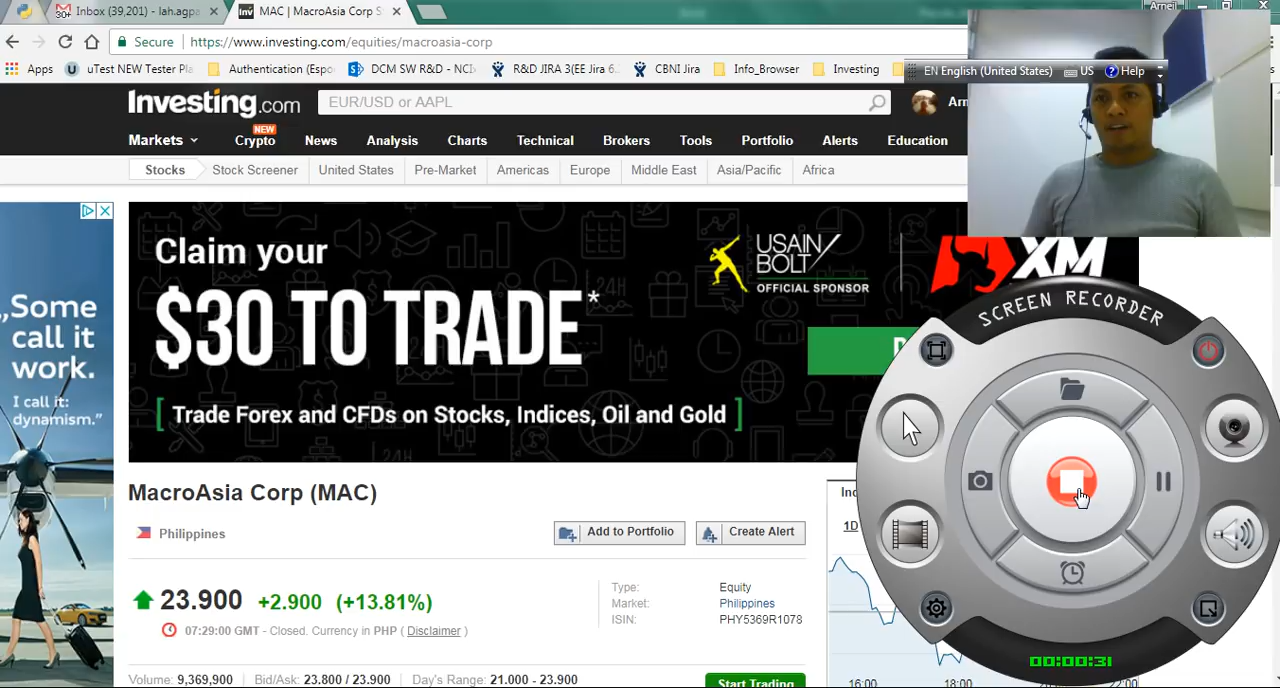 Inbox (39,201) - lah.agpa
MAC | MacroAsia Corp S
Arneil
Secure
https://www.investing.com/equities/macroasia-corp
Apps
uTest NEW Tester Pla
Authentication (Espo
DCM SW R&D - NCI
R&D JIRA 3(EE Jira 6.
CBNI Jira
Info_Browser
Investing
EN English (United States)
US
Help
Investing.com
EUR/USD or AAPL
Arn
NEW
Markets
Crypto
News
Analysis
Charts
Technical
Brokers
Tools
Portfolio
Alerts
Education
Stocks
Stock Screener
United States
Pre-Market
Americas
Europe
Middle East
Asia/Pacific
Africa
„Some
call it
work.
I call it:
dynamism.”
Claim your
$30 TO TRADE*
[ Trade Forex and CFDs on Stocks, Indices, Oil and Gold ]
USAIN
BOLT
OFFICIAL SPONSOR
XM
SCREEN RECORDER
00:00:31
MacroAsia Corp (MAC)
Philippines
Add to Portfolio
Create Alert
1D
23.900 +2.900 (+13.81%)
07:29:00 GMT - Closed. Currency in PHP ( Disclaimer )
Type: Equity
Market: Philippines
ISIN: PHY5369R1078
Volume: 9,369,900
Bid/Ask: 23.800 / 23.900
Day's Range: 21.000 - 23.900
Start Trading
16:00
18:00
22:00